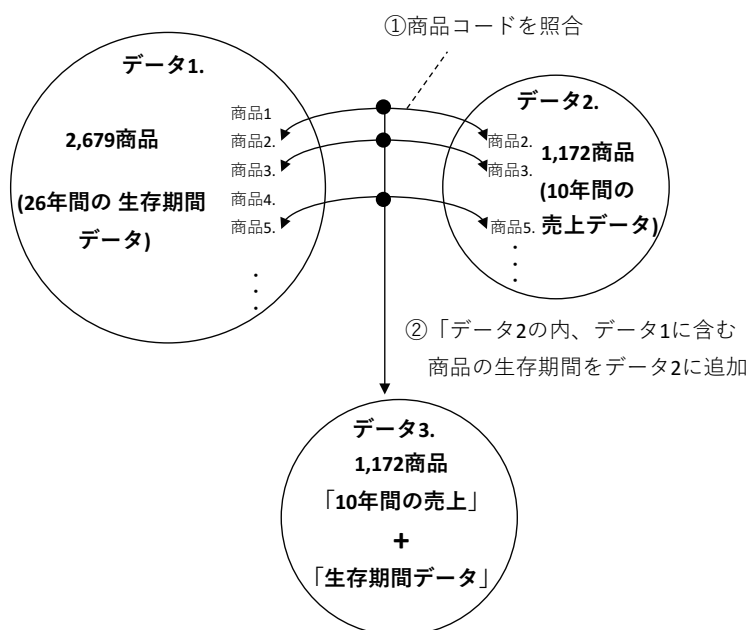 ①商品コードを照合
データ1.
2,679商品
(26年間の 生存期間
データ)
商品1
商品2.
商品3.
商品4.
商品5.
・
・
・
データ2.
商品2.
商品3.
1,172商品
(10年間の
売上データ)
商品5.
・
・
・
②「データ2の内、データ1に含む
商品の生存期間をデータ2に追加
データ3.
1,172商品
「10年間の売上」
+
「生存期間データ」